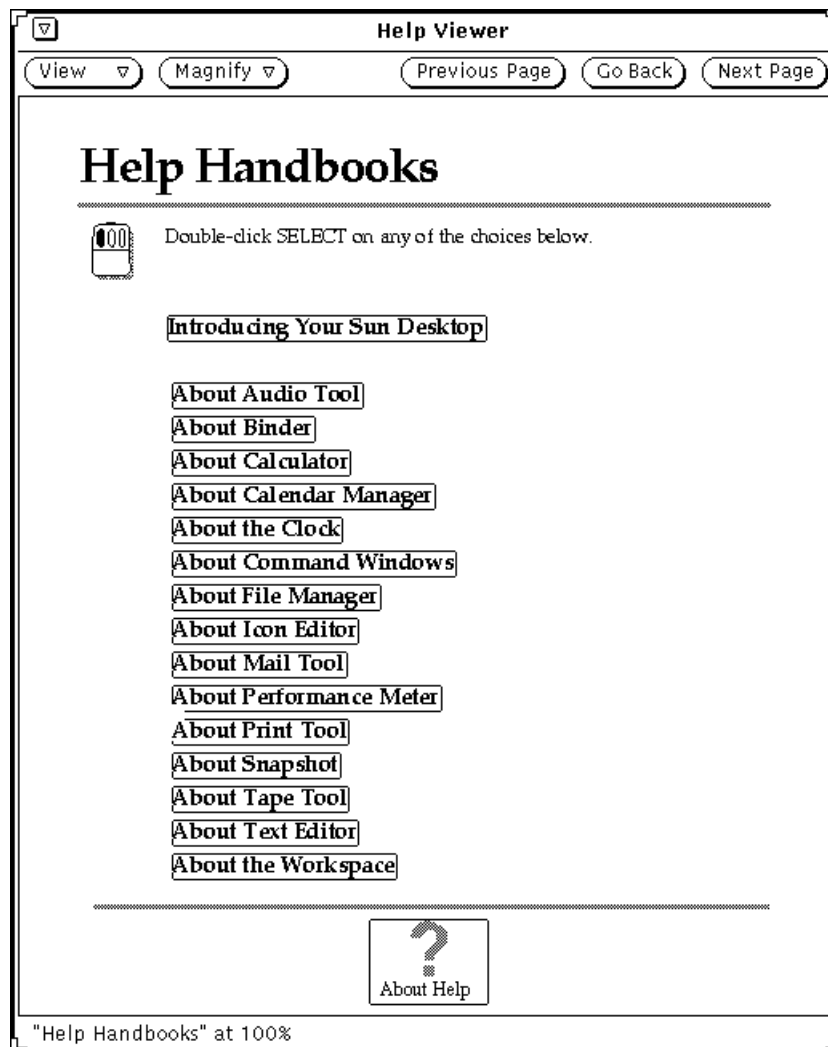 Help Viewer
View Magnify Previous Page Go Back Next Page
Help Handbooks
Double-click SELECT on any of the choices below.
Introducing Your Sun Desktop
About Audio Tool
About Binder
About Calculator
About Calendar Manager
About the Clock
About Command Windows
About File Manager
About Icon Editor
About Mail Tool
About Performance Meter
About Print Tool
About Snapshot
About Tape Tool
About Text Editor
About the Workspace
?
About Help
"Help Handbooks" at 100%